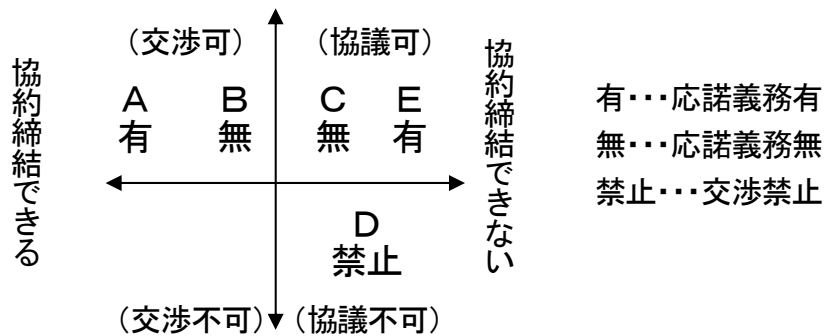 （交渉可）
（協議可）
協約締結できる
協約締結できない
A
B
C
E
有
無
無
有
D
禁止
（交渉不可）
（協議不可）
有・・・応諾義務有
無・・・応諾義務無
禁止・・・交渉禁止